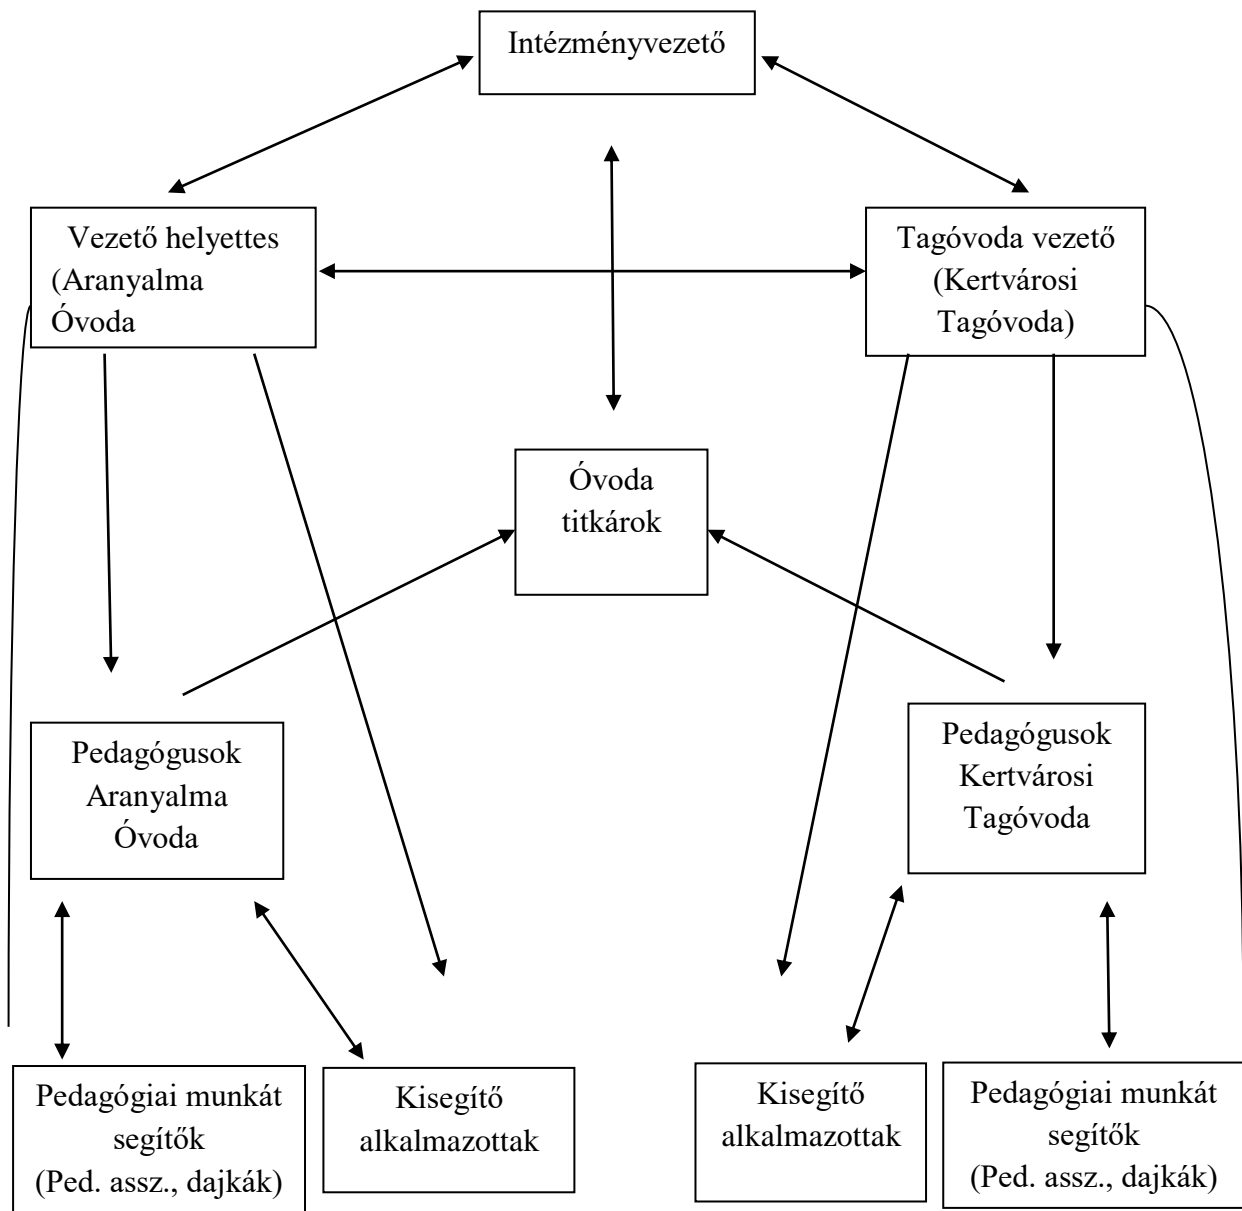 Intézményvezető
Vezető helyettes
(Aranyalma
Óvoda
Tagóvoda vezető
(Kertvárosi
Tagóvoda)
Óvoda
titkárok
Pedagógusok
Aranyalma
Óvoda
Pedagógusok
Kertvárosi
Tagóvoda
Pedagógiai munkát
segítők
(Ped. assz., dajkák)
Kisegítő
alkalmazottak
Kisegítő
alkalmazottak
Pedagógiai munkát
segítők
(Ped. assz., dajkák)